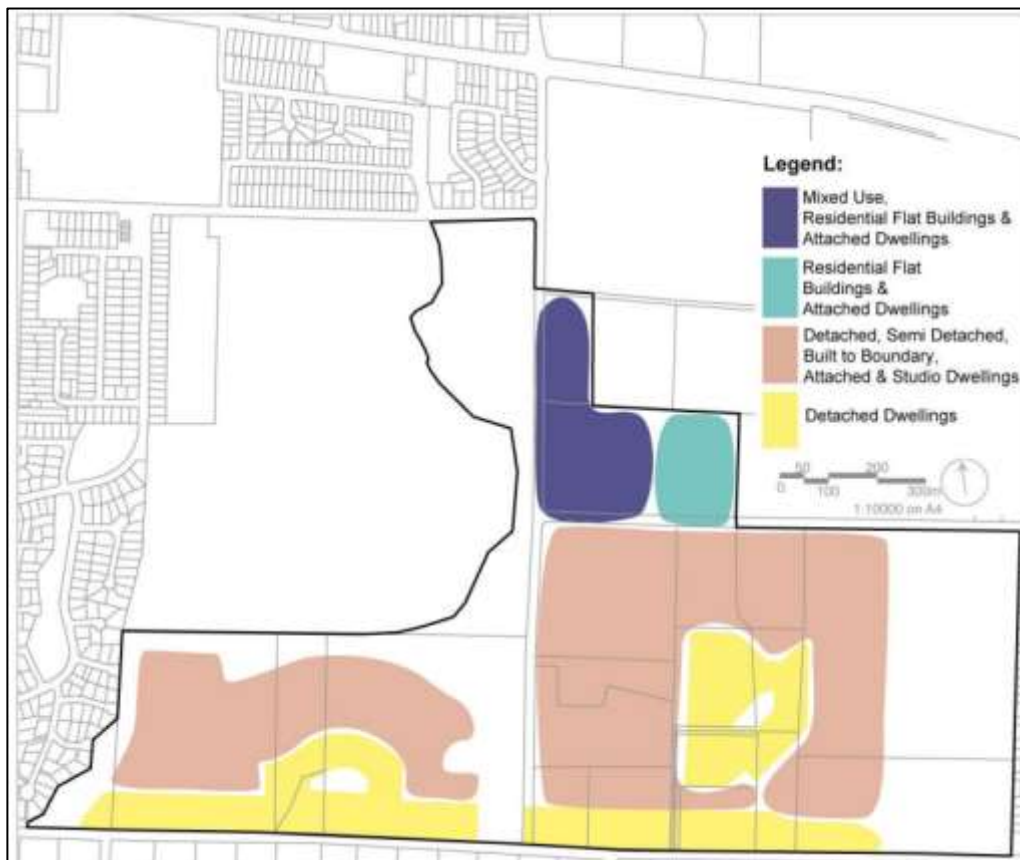 Legend:
Mixed Use,
Residential Flat Buildings &
Attached Dwellings
Residential Flat
Buildings &
Attached Dwellings
Detached, Semi Detached,
Built to Boundary,
Attached & Studio Dwellings
Detached Dwellings
50 200
0 100 300m
1:10000 on A4